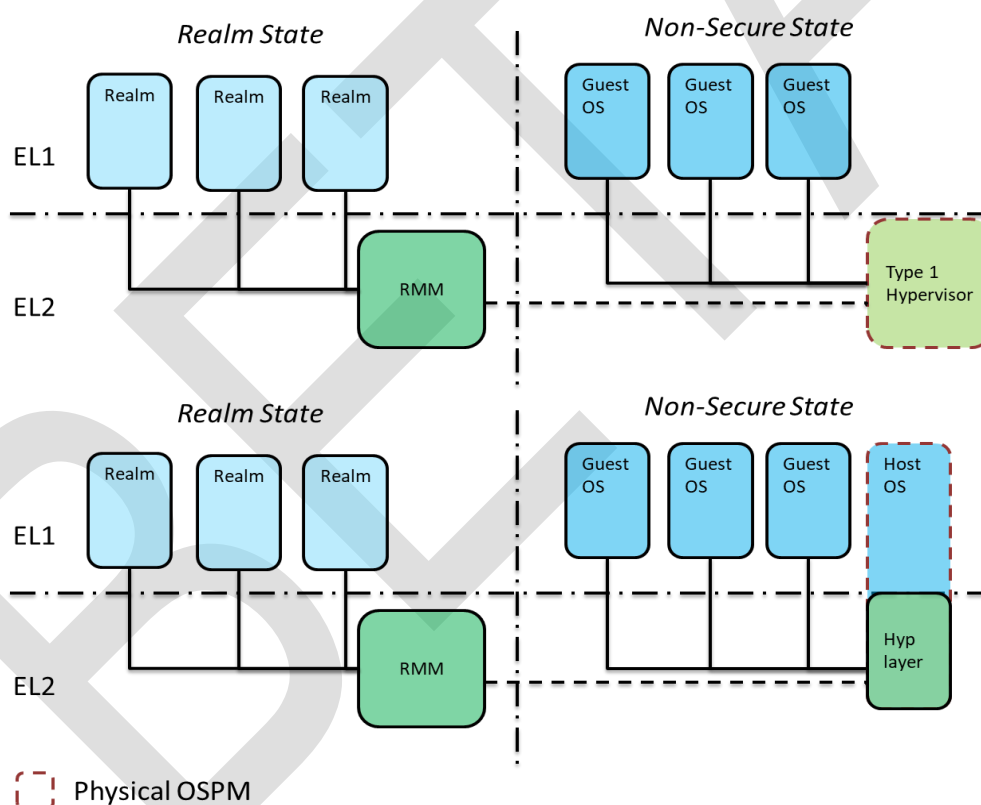 Realm State
Non-Secure State
Realm
Realm
Realm
Guest
OS
Guest
OS
Guest
OS
EL1
EL2
RMM
Type 1
Hypervisor
Realm State
Non-Secure State
Realm
Realm
Realm
Guest
OS
Guest
OS
Guest
OS
Host
OS
EL1
EL2
RMM
Hyp
layer
Physical OSPM
BETA